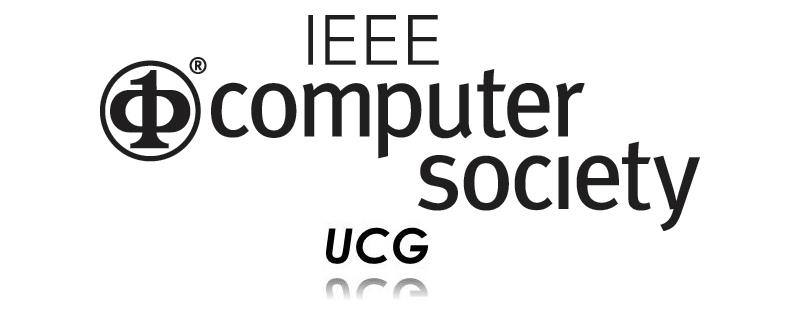 IEEE
® computer
society
UCG